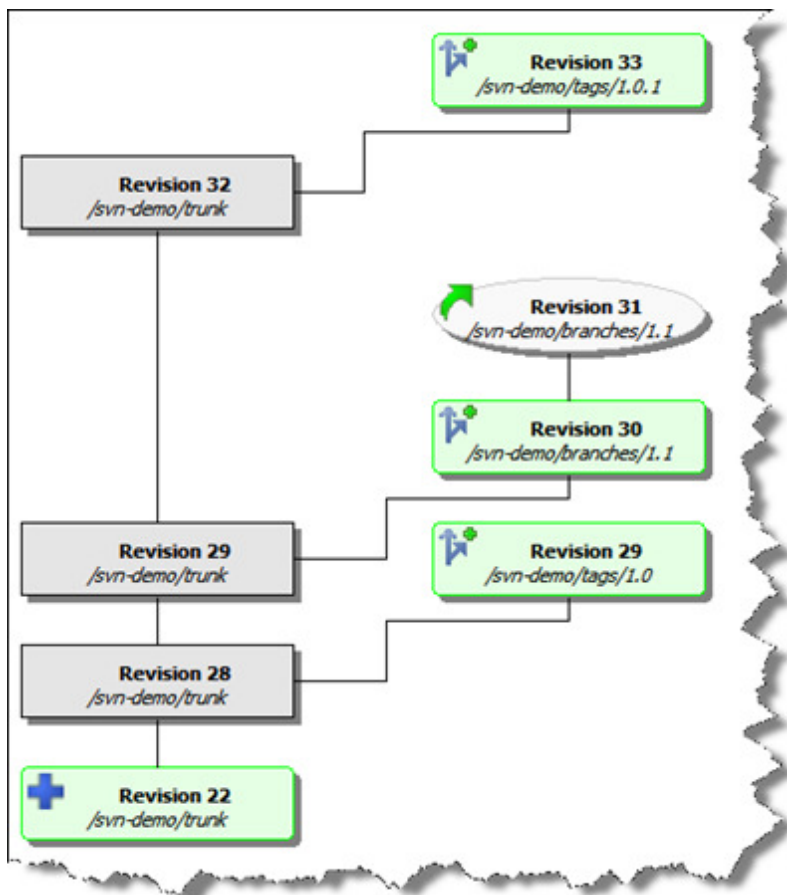 Revision 33
/svn-demo/tags/1.0.1
Revision 32
/svn-demo/trunk
Revision 31
/svn-demo/branches/1.1
Revision 30
/svn-demo/branches/1.1
Revision 29
/svn-demo/trunk
Revision 29
/svn-demo/tags/1.0
Revision 28
/svn-demo/trunk
Revision 22
/svn-demo/trunk